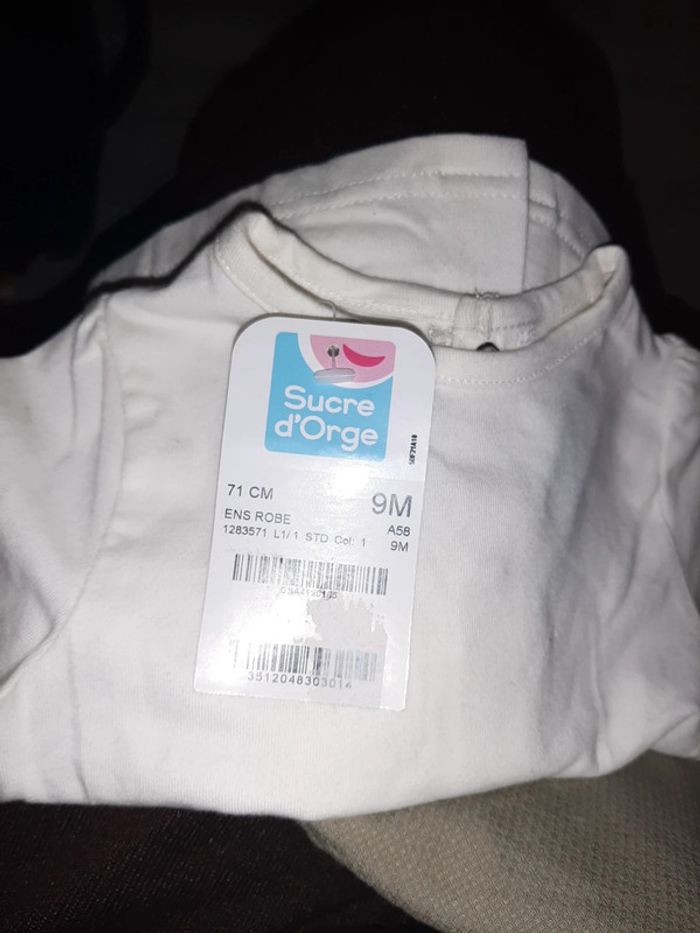 Sucre
d'Orge
71 CM
9M
ENS ROBE
A58
1283571 L1/1 STD Col: 1
9M
3512048303014